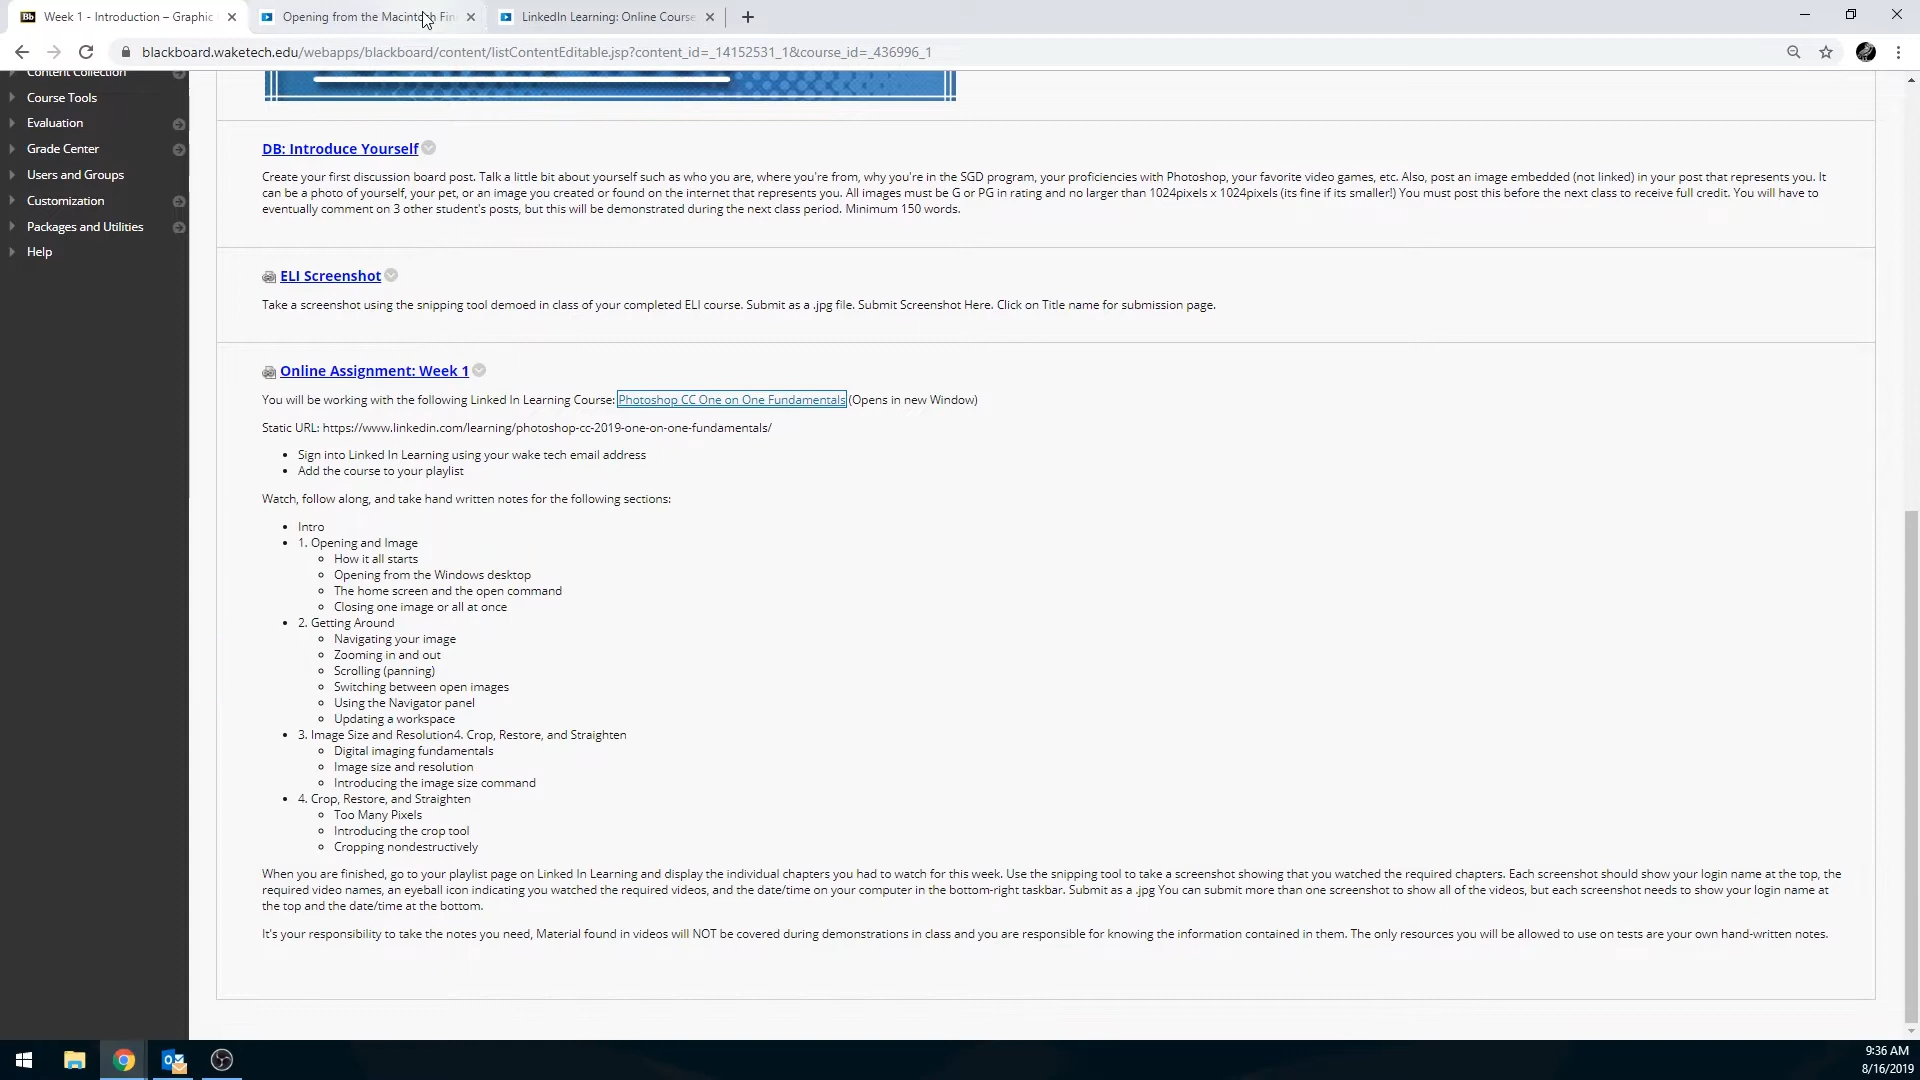 Week 1 - Introduction – Graphic
Opening from the Macintosh Fin
LinkedIn Learning: Online Course
blackboard.waketech.edu/webapps/blackboard/content/listContentEditable.jsp?content_id=_14152531_1&course_id=_436996_1
Content Collection
Course Tools
Evaluation
Grade Center
Users and Groups
Customization
Packages and Utilities
Help
DB: Introduce Yourself
Create your first discussion board post. Talk a little bit about yourself such as who you are, where you're from, why you're in the SGD program, your proficiencies with Photoshop, your favorite video games, etc. Also, post an image embedded (not linked) in your post that represents you. It
can be a photo of yourself, your pet, or an image you created or found on the internet that represents you. All images must be G or PG in rating and no larger than 1024pixels x 1024pixels (its fine if its smaller!) You must post this before the next class to receive full credit. You will have to
eventually comment on 3 other student's posts, but this will be demonstrated during the next class period. Minimum 150 words.
ELI Screenshot
Take a screenshot using the snipping tool demoed in class of your completed ELI course. Submit as a .jpg file. Submit Screenshot Here. Click on Title name for submission page.
Online Assignment: Week 1
You will be working with the following Linked In Learning Course: Photoshop CC One on One Fundamentals (Opens in new Window)
Static URL: https://www.linkedin.com/learning/photoshop-cc-2019-one-on-one-fundamentals/
Sign into Linked In Learning using your wake tech email address
Add the course to your playlist
Watch, follow along, and take hand written notes for the following sections:
Intro
1. Opening and Image
How it all starts
Opening from the Windows desktop
The home screen and the open command
Closing one image or all at once
2. Getting Around
Navigating your image
Zooming in and out
Scrolling (panning)
Switching between open images
Using the Navigator panel
Updating a workspace
3. Image Size and Resolution4. Crop, Restore, and Straighten
Digital imaging fundamentals
Image size and resolution
Introducing the image size command
4. Crop, Restore, and Straighten
Too Many Pixels
Introducing the crop tool
Cropping nondestructively
When you are finished, go to your playlist page on Linked In Learning and display the individual chapters you had to watch for this week. Use the snipping tool to take a screenshot showing that you watched the required chapters. Each screenshot should show your login name at the top, the
required video names, an eyeball icon indicating you watched the required videos, and the date/time on your computer in the bottom-right taskbar. Submit as a .jpg You can submit more than one screenshot to show all of the videos, but each screenshot needs to show your login name at
the top and the date/time at the bottom.
It's your responsibility to take the notes you need, Material found in videos will NOT be covered during demonstrations in class and you are responsible for knowing the information contained in them. The only resources you will be allowed to use on tests are your own hand-written notes.
9:36 AM
8/16/2019